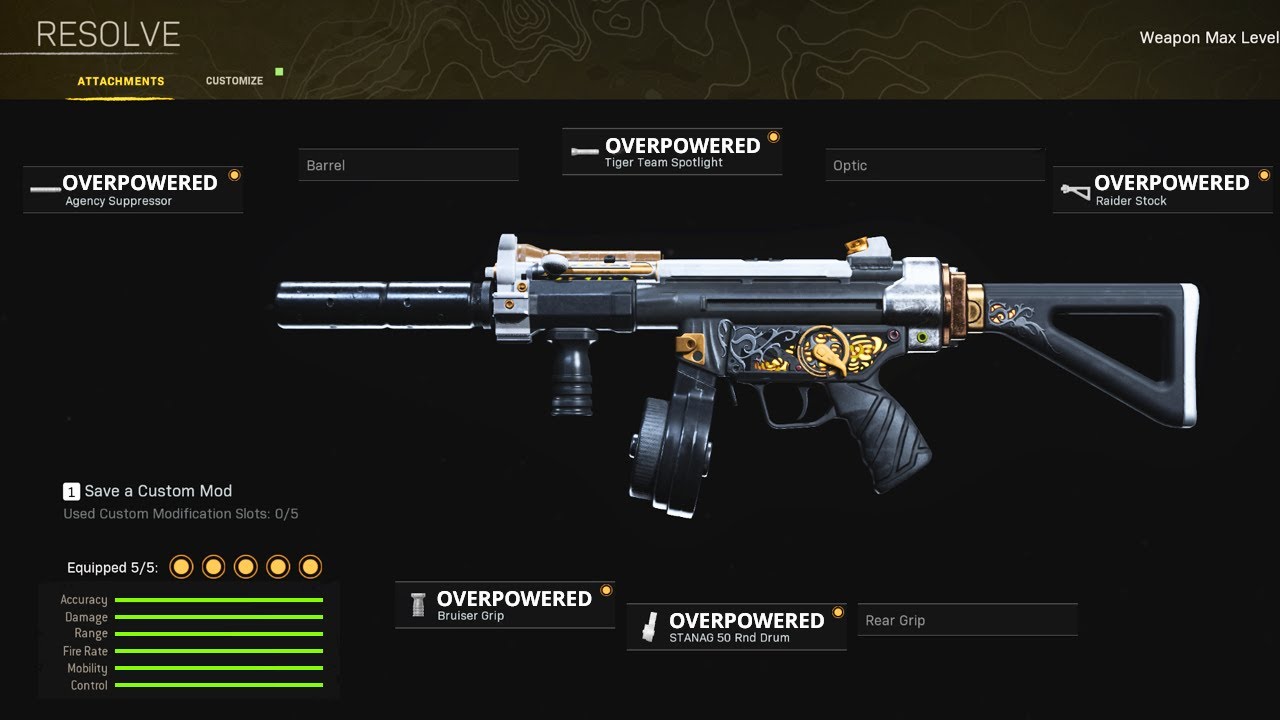 RESOLVE
Weapon Max Level
ATTACHMENTS
CUSTOMIZE
OVERPOWERED
Agency Suppressor
Barrel
OVERPOWERED
Tiger Team Spotlight
Optic
OVERPOWERED
Raider Stock
1 Save a Custom Mod
Used Custom Modification Slots: 0/5
Equipped 5/5:
Accuracy
Damage
Range
Fire Rate
Mobility
Control
OVERPOWERED
Bruiser Grip
OVERPOWERED
STANAG 50 Rnd Drum
Rear Grip